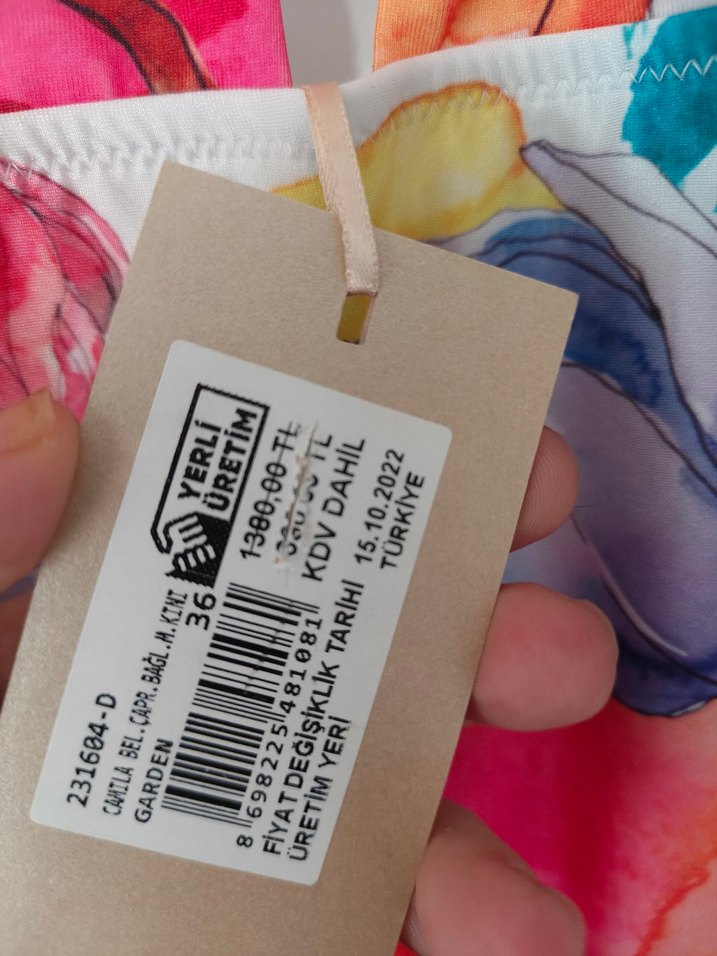 231604-D
CAMILA BEL.ÇAPR.BAĞL.M.KINI
GARDEN
36
YERLİ
ÜRETİM
1380.00 TL
TL
KDV DAHİL
8 698225 481081
FİYAT DEĞİŞİKLİK TARİHİ 15.10.2022
ÜRETİM YERİ TÜRKİYE